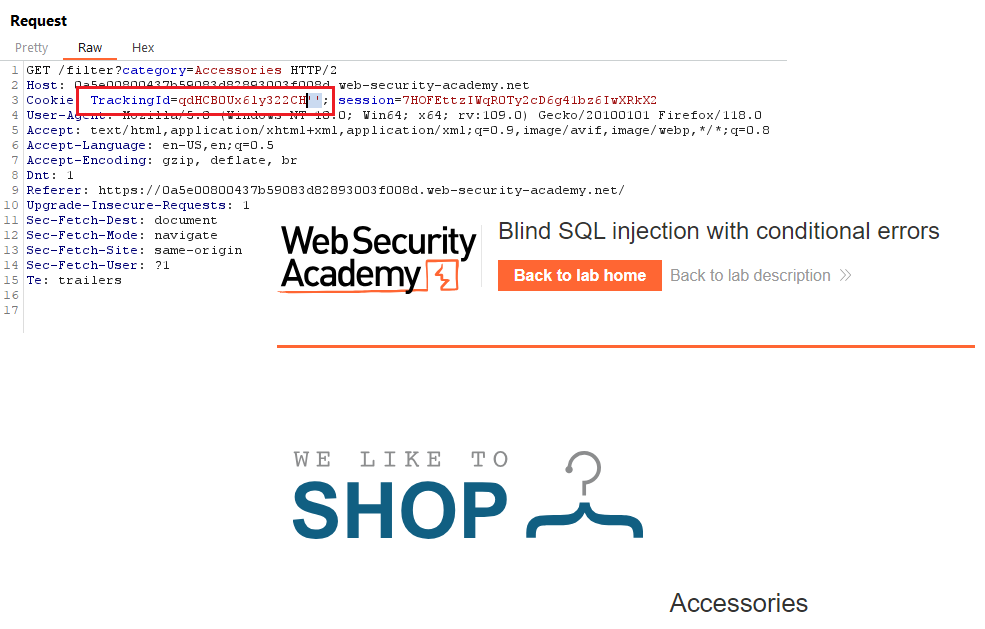 Request
Pretty Raw Hex
1 GET /filter?category=Accessories HTTP/2
2 Host: 0a5e00800437b59083d82893003f008d.web-security-academy.net
3 Cookie TrackingId=qdHCBOUx6ly322CH''; session=7HOFEttzIWqROTy2cD6g41bz6IwXRkX2
4 User-Agent: Mozilla/5.0 (Windows NT 10.0; Win64; x64; rv:109.0) Gecko/20100101 Firefox/118.0
5 Accept: text/html,application/xhtml+xml,application/xml;q=0.9,image/avif,image/webp,*/*;q=0.8
6 Accept-Language: en-US,en;q=0.5
7 Accept-Encoding: gzip, deflate, br
8 Dnt: 1
9 Referer: https://0a5e00800437b59083d82893003f008d.web-security-academy.net/
10 Upgrade-Insecure-Requests: 1
11 Sec-Fetch-Dest: document
12 Sec-Fetch-Mode: navigate
13 Sec-Fetch-Site: same-origin
14 Sec-Fetch-User: ?1
15 Te: trailers
16
17
Web Security
Academy
Blind SQL injection with conditional errors
Back to lab home Back to lab description
WE LIKE TO
SHOP
Accessories